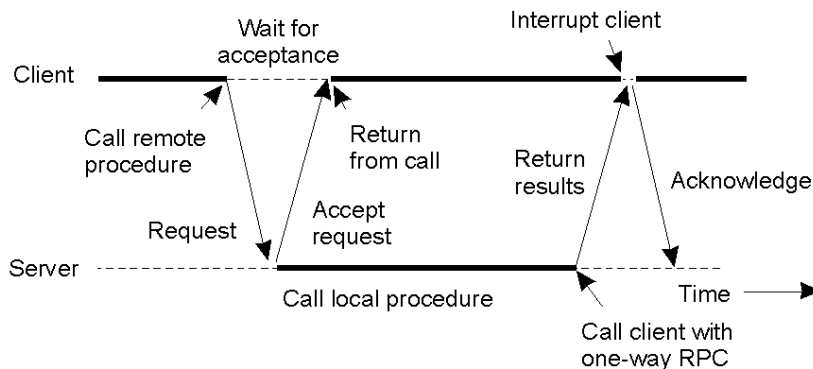 Interrupt client
Wait for
acceptance
Client
Call remote
procedure
Return
from call
Return
results
Acknowledge
Request
Accept
request
Server
Call local procedure
Time
Call client with
one-way RPC